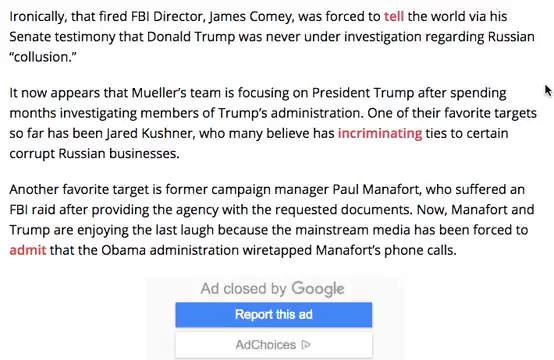 Ironically, that fired FBI Director, James Comey, was forced to tell the world via his
Senate testimony that Donald Trump was never under investigation regarding Russian
“collusion.”
It now appears that Mueller’s team is focusing on President Trump after spending
months investigating members of Trump’s administration. One of their favorite targets
so far has been Jared Kushner, who many believe has incriminating ties to certain
corrupt Russian businesses.
Another favorite target is former campaign manager Paul Manafort, who suffered an
FBI raid after providing the agency with the requested documents. Now, Manafort and
Trump are enjoying the last laugh because the mainstream media has been forced to
admit that the Obama administration wiretapped Manafort’s phone calls.
Ad closed by Google
Report this ad
AdChoices